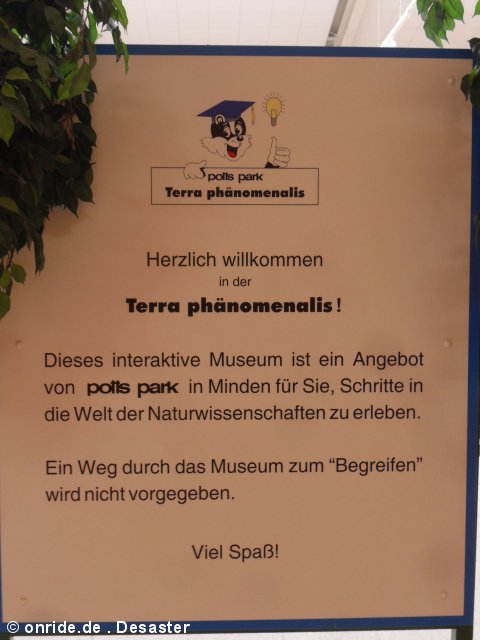 potts park
Terra phänomenalis
Herzlich willkommen
in der
Terra phänomenalis !
Dieses interaktive Museum ist ein Angebot
von potts park in Minden für Sie, Schritte in
die Welt der Naturwissenschaften zu erleben.
Ein Weg durch das Museum zum “Begreifen”
wird nicht vorgegeben.
Viel Spaß!
© onride.de . Desaster